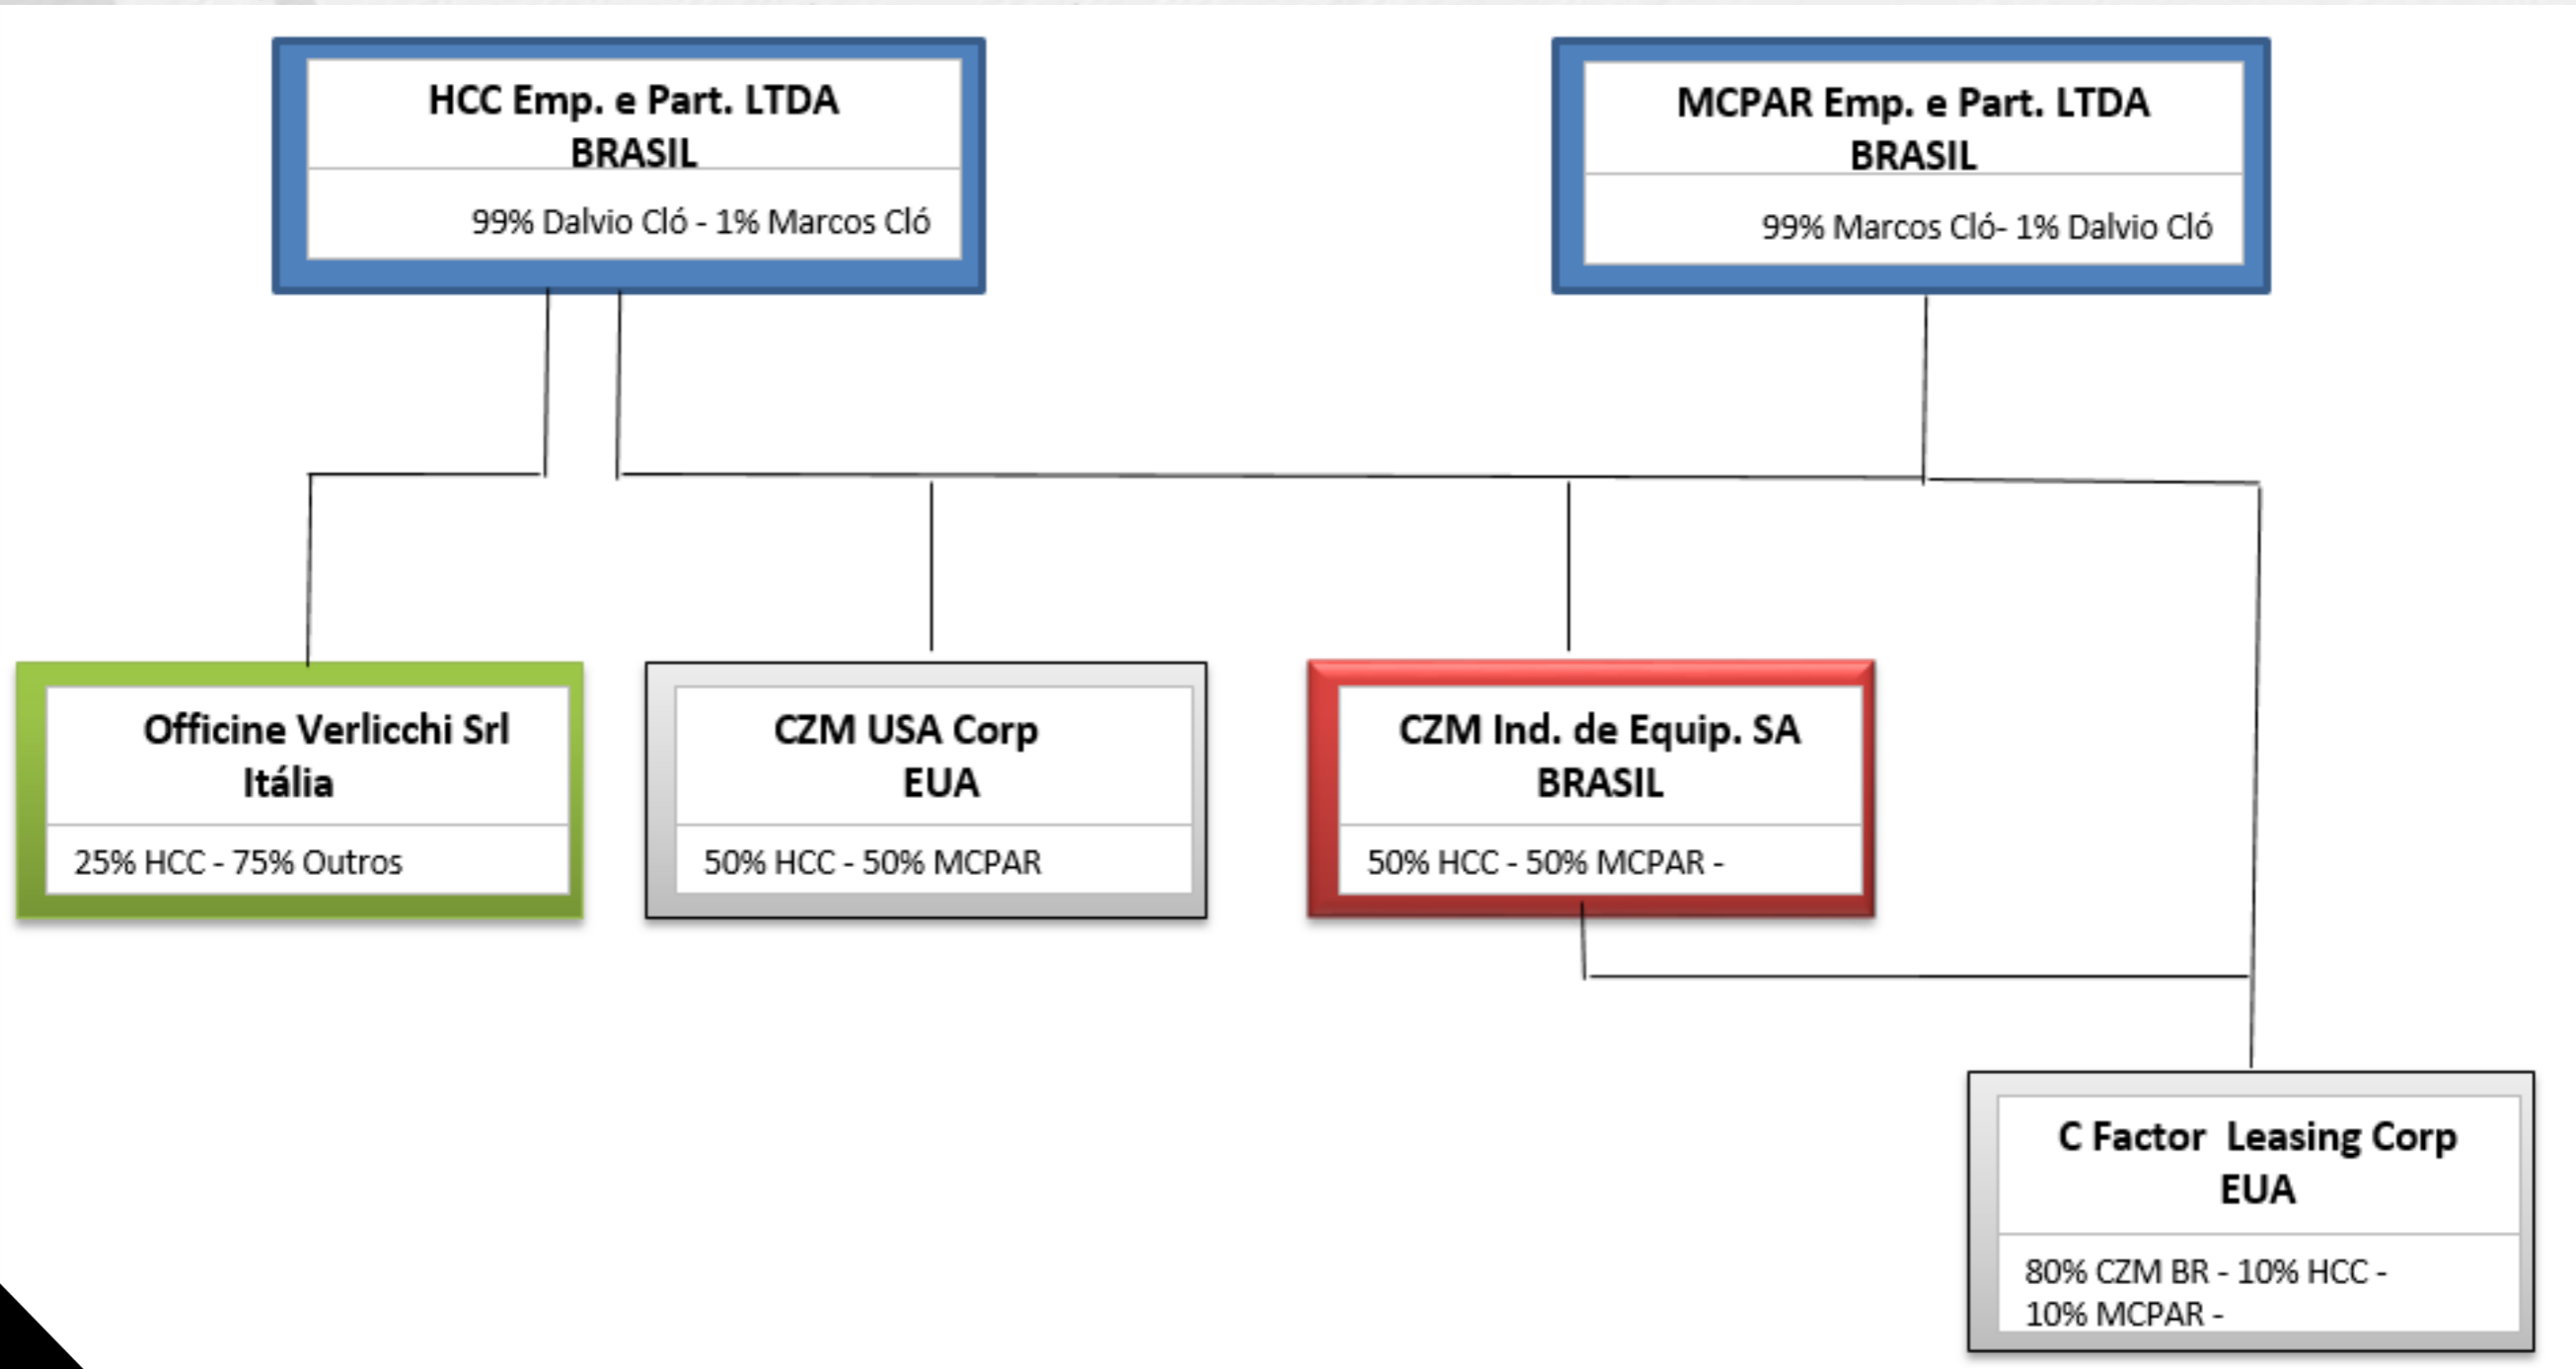 HCC Emp. e Part. LTDA
BRASIL
99% Dalvio Cló - 1% Marcos Cló
MCPAR Emp. e Part. LTDA
BRASIL
99% Marcos Cló- 1% Dalvio Cló
Officine Verlicchi Srl
Itália
25% HCC - 75% Outros
CZM USA Corp
EUA
50% HCC - 50% MCPAR
CZM Ind. de Equip. SA
BRASIL
50% HCC - 50% MCPAR -
C Factor  Leasing Corp
EUA
80% CZM BR - 10% HCC -
10% MCPAR -